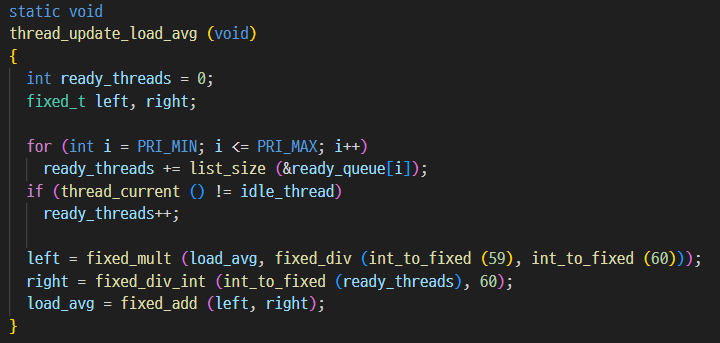 static void
thread_update_load_avg (void)
{
  int ready_threads = 0;
  fixed_t left, right;

  for (int i = PRI_MIN; i <= PRI_MAX; i++)
    ready_threads += list_size (&ready_queue[i]);
  if (thread_current () != idle_thread)
    ready_threads++;

  left = fixed_mult (load_avg, fixed_div (int_to_fixed (59), int_to_fixed (60)));
  right = fixed_div_int (int_to_fixed (ready_threads), 60);
  load_avg = fixed_add (left, right);
}